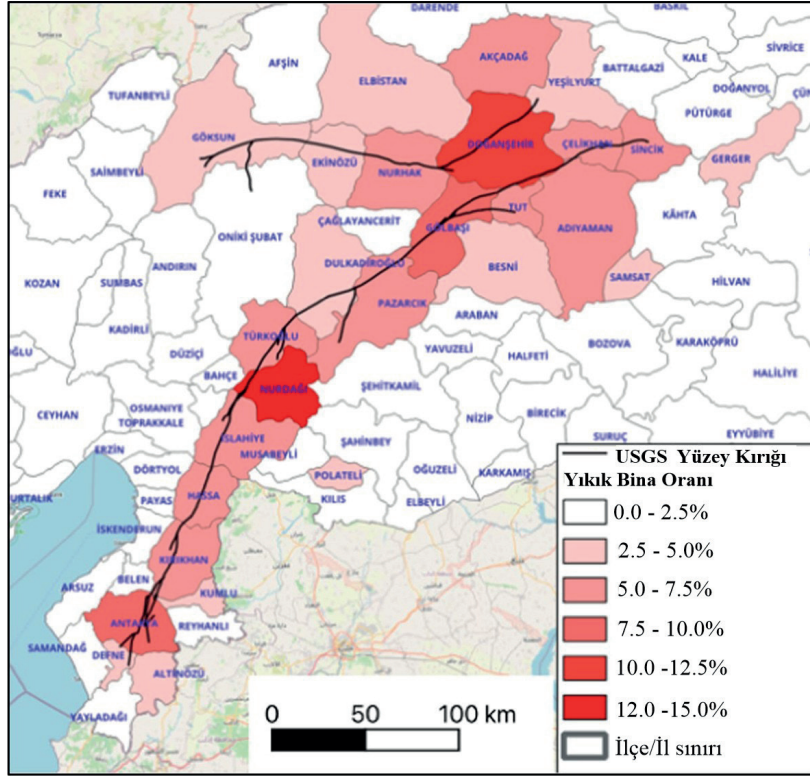 DARENDE
BASKİL
AFŞİN
AKÇADAĞ
SİVRİCE
ELBİSTAN
BATTALGAZİ
KALE
YEŞİLYURT
DOĞANYOL
TUFANBEYLİ
PÜTÜRGE
GÖKSUN
DOĞANŞEHİR
ÇELİKHAN
SİNCİK
SAİMBEYLİ
EKİNÖZÜ
NURHAK
GERGER
FEKE
ÇAĞLAYANCERİT
TUT
KÂHTA
ONİKİ ŞUBAT
GÖLBAŞI
ADIYAMAN
DULKADİROĞLU
BESNİ
ANDIRIN
SAMSAT
KOZAN
SUMBAS
HİLVAN
PAZARCIK
ARABAN
KADİRLİ
TÜRKOĞLU
BOZOVA
KARAKÖPRÜ
OĞLU
DÜZİÇİ
YAVUZELİ
HALFETİ
BAHÇE
HALİLİYE
NURDAĞI
ŞEHİTKAMİL
CEYHAN
OSMANIYE
TOPRAKKALE
NİZİP
BİRECİK
SURUÇ
EYYÜBİYE
İSLAHİYE
ŞAHİNBEY
ERZİN
MUSABEYLİ
DÖRTYOL
POLATELİ
OĞUZELİ
KARKAMIŞ
URTALIK
PAYAS
HASSA
KILIS
ELBEYLİ
İSKENDERUN
KIRIKHAN
BELEN
ARSUZ
KUMLU
ANTAKYA
REYHANLI
SAMANDAĞ
DEFNE
ALTINÖZÜ
YAYLADAĞI
0 50 100 km
USGS Yüzey Kırığı
Yıkık Bina Oranı
0.0 - 2.5%
2.5 - 5.0%
5.0 - 7.5%
7.5 - 10.0%
10.0 -12.5%
12.0 -15.0%
İlçe/İl sınırı